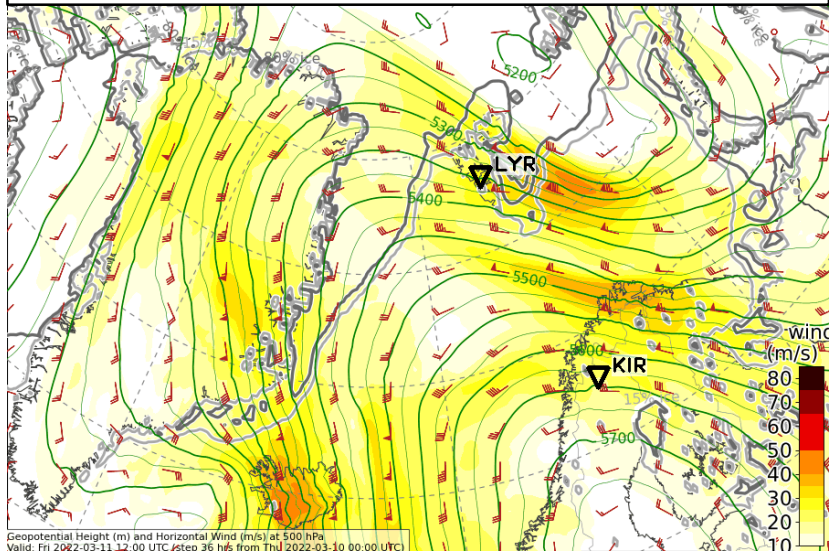 80% ice
5200
5300
LYR
5400
5500
5600
KIR
15% ice
5700
wind
(m/s)
80
70
60
50
40
30
20
10
Geopotential Height (m) and Horizontal Wind (m/s) at 500 hPa
Valid: Fri 2022-03-11 12:00 UTC (step 36 hrs from Thu 2022-03-10 00:00 UTC)